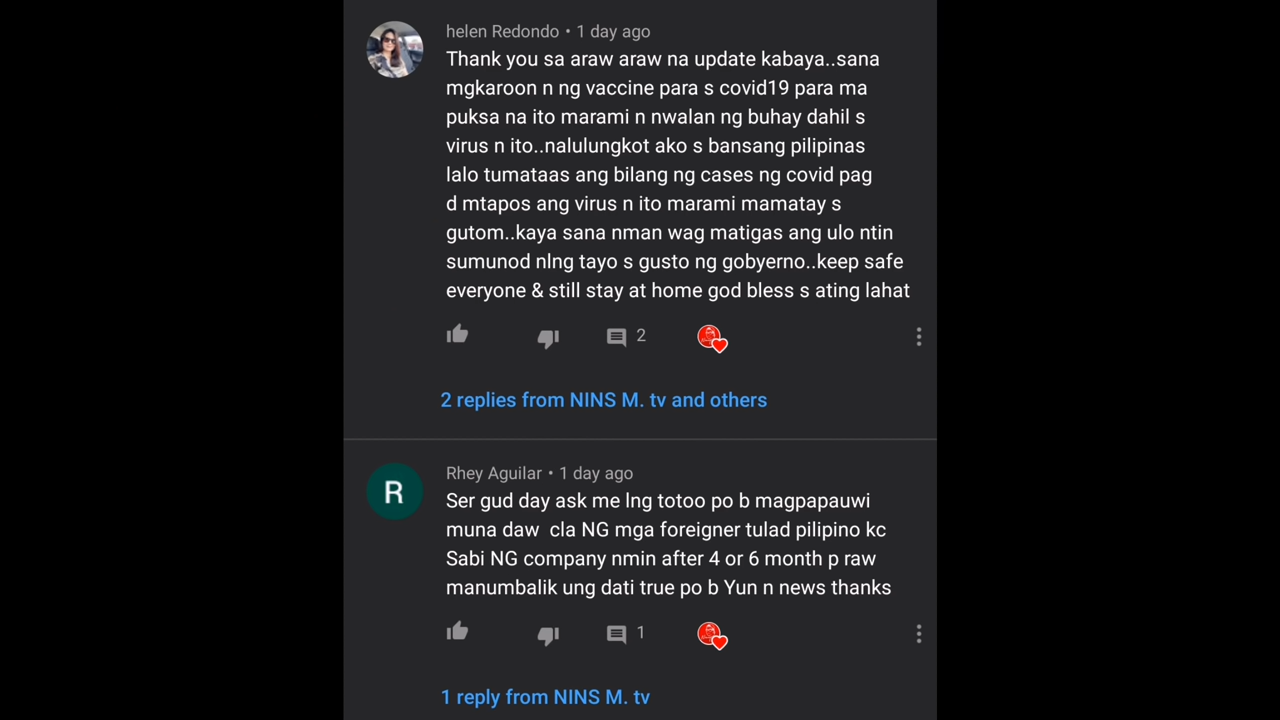 helen Redondo • 1 day ago
Thank you sa araw araw na update kabaya..sana
mgkaroon n ng vaccine para s covid19 para ma
puksa na ito marami n nwalan ng buhay dahil s
virus n ito..nalulungkot ako s bansang pilipinas
lalo tumataas ang bilang ng cases ng covid pag
d mtapos ang virus n ito marami mamatay s
gutom..kaya sana nman wag matigas ang ulo ntin
sumunod nlng tayo s gusto ng gobyerno..keep safe
everyone & still stay at home god bless s ating lahat
2
2 replies from NINS M. tv and others
R
Rhey Aguilar • 1 day ago
Ser gud day ask me lng totoo po b magpapauwi
muna daw  cla NG mga foreigner tulad pilipino kc
Sabi NG company nmin after 4 or 6 month p raw
manumbalik ung dati true po b Yun n news thanks
1
1 reply from NINS M. tv